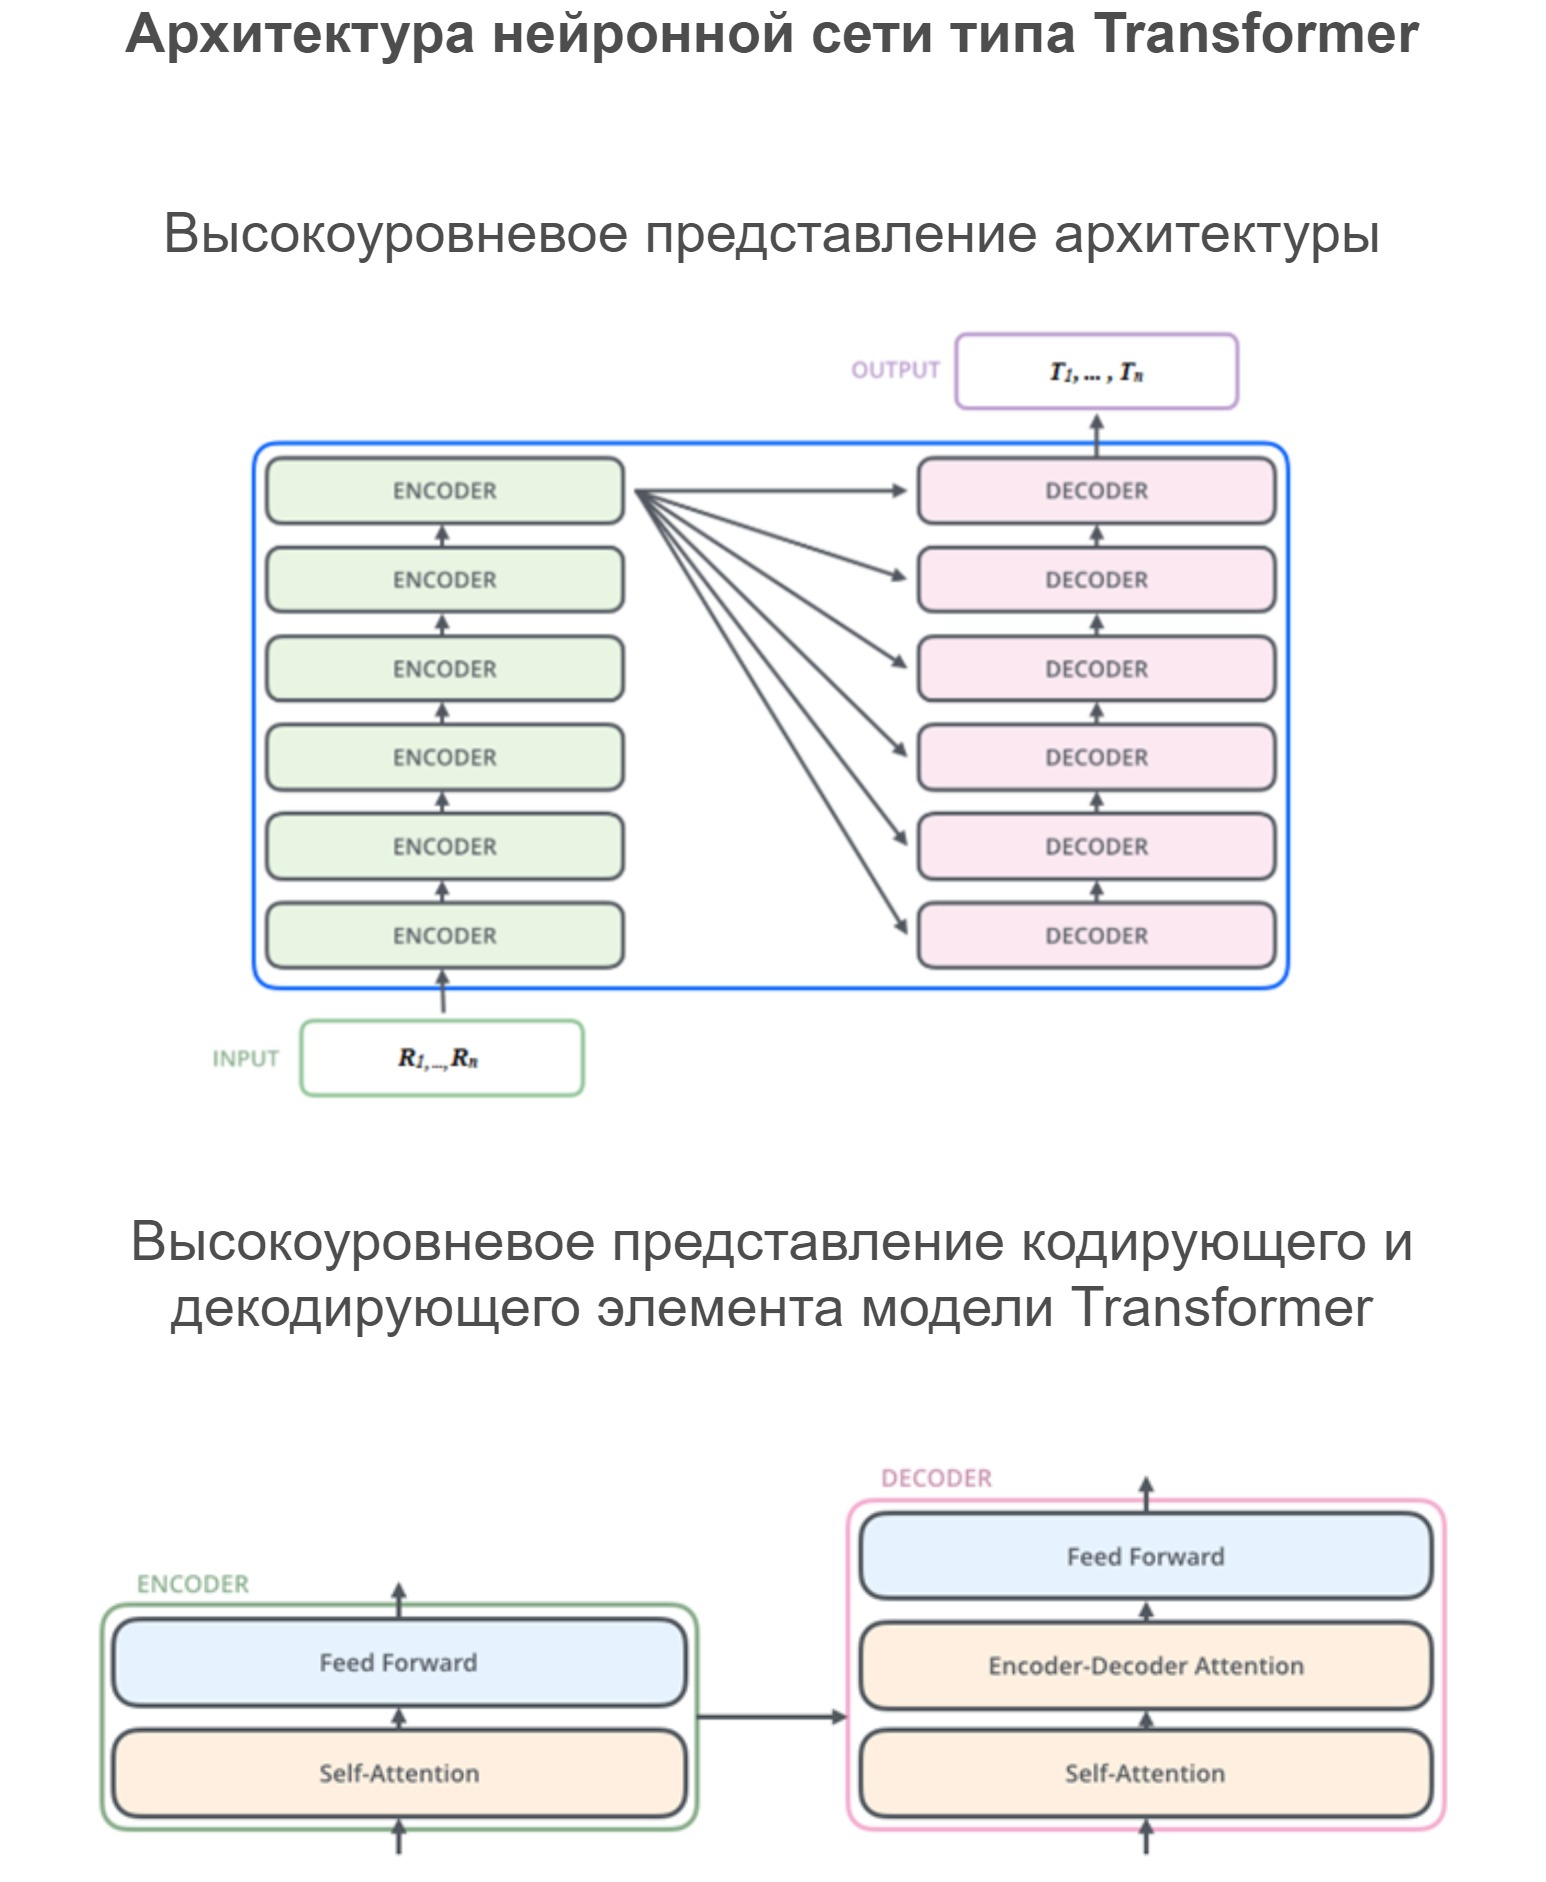 Архитектура нейронной сети типа Transformer
Высокоуровневое представление архитектуры
OUTPUT
T1, ... , Tn
ENCODER
DECODER
ENCODER
DECODER
ENCODER
DECODER
ENCODER
DECODER
ENCODER
DECODER
ENCODER
DECODER
INPUT
R1,...,Rn
Высокоуровневое представление кодирующего и
декодирующего элемента модели Transformer
ENCODER
Feed Forward
Self-Attention
DECODER
Feed Forward
Encoder-Decoder Attention
Self-Attention